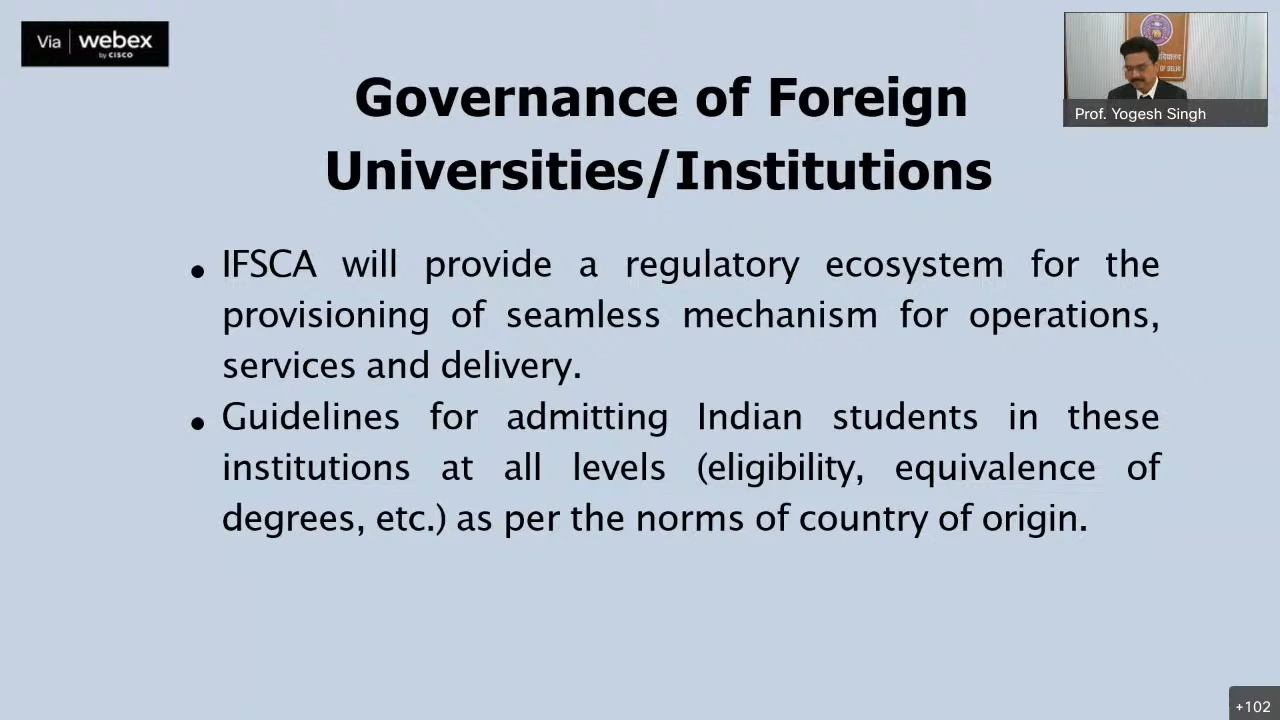 Via webex
by CISCO
Governance of Foreign
Universities/Institutions
OF DELHI
Prof. Yogesh Singh
• IFSCA will provide a regulatory ecosystem for the
provisioning of seamless mechanism for operations,
services and delivery.
• Guidelines for admitting Indian students in these
institutions at all levels (eligibility, equivalence of
degrees, etc.) as per the norms of country of origin.
+102